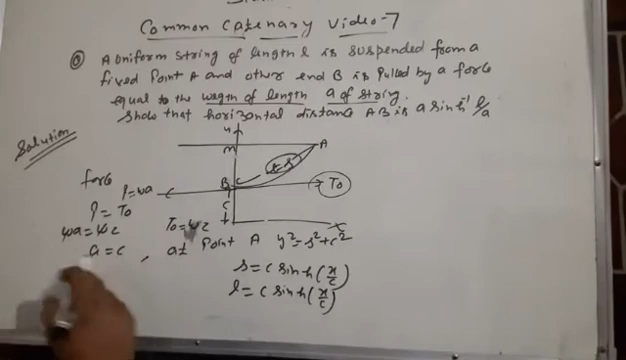 Common Catenary Video-7
Q A Uniform String of length l is suspended from a
fixed Point A and other end B is Pulled by a force
equal to the wegth of length a of string.
Show that horizontal distance AB is a sinh⁻¹ l/a
Solution
y
M
A
s=l
force
P=wa
B
C
T₀
P=T₀
c
wa=wc
T₀=wc
x
a=c, at Point A y²=s²+c²
s=c sinh(x/c)
l=c sinh(x/c)